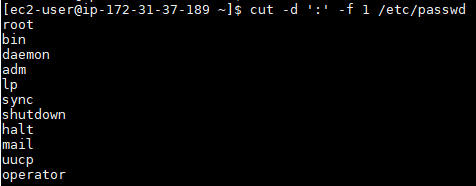 [ec2-user@ip-172-31-37-189 ~]$ cut -d ':' -f 1 /etc/passwd
root
bin
daemon
adm
lp
sync
shutdown
halt
mail
uucp
operator